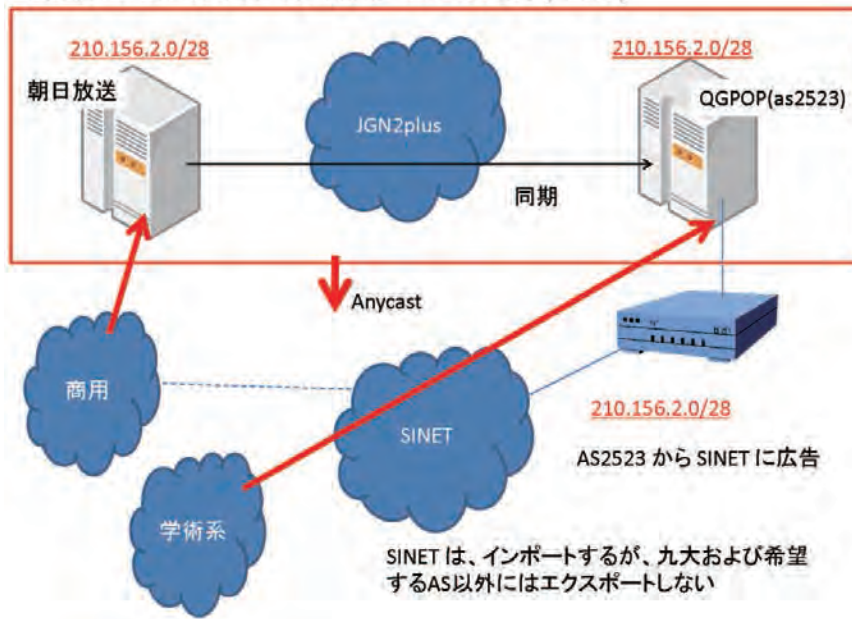 210.156.2.0/28
210.156.2.0/28
朝日放送
QGPOP(as2523)
JGN2plus
同期
Anycast
商用
SINET
210.156.2.0/28
AS2523 から SINET に広告
学術系
SINET は、インポートするが、九大および希望
するAS以外にはエクスポートしない